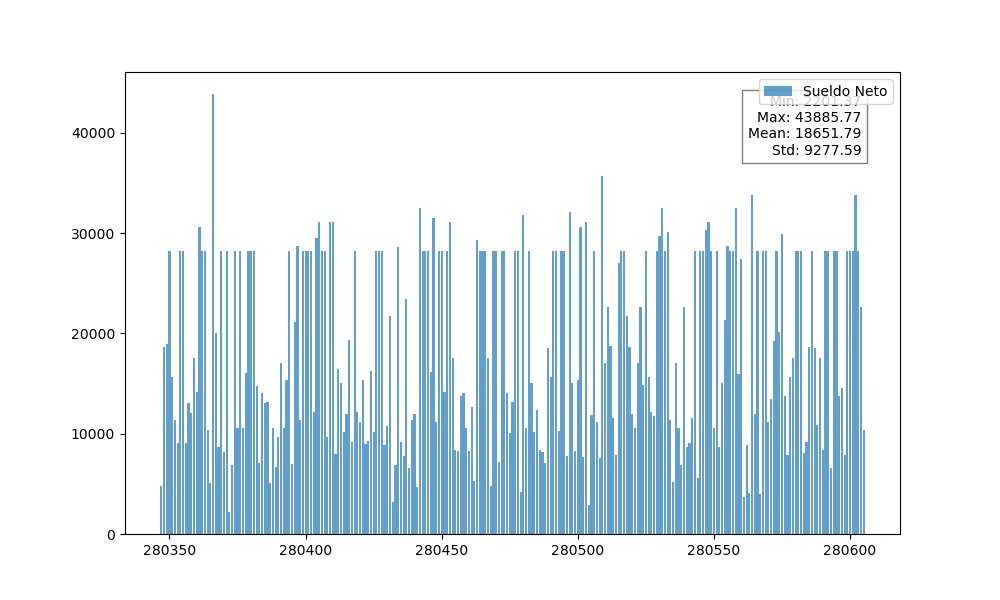 Sueldo Neto
Min: 2201.37
Max: 43885.77
Mean: 18651.79
Std: 9277.59
40000
30000
20000
10000
0
280350 280400 280450 280500 280550 280600